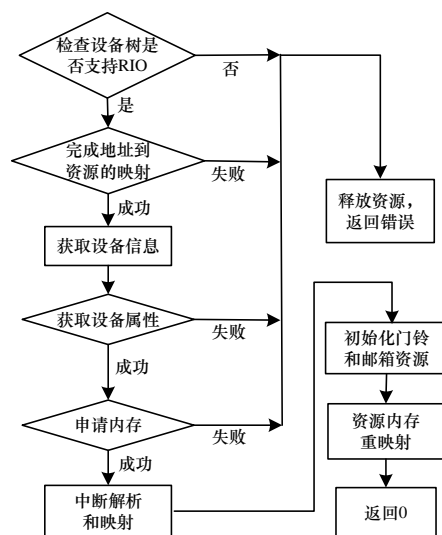 检查设备树是
否支持RIO
否
是
完成地址到
资源的映射
失败
成功
释放资源，
返回错误
获取设备信息
获取设备属性
失败
成功
初始化门铃
和邮箱资源
申请内存
失败
成功
资源内存
重映射
中断解析
和映射
返回0